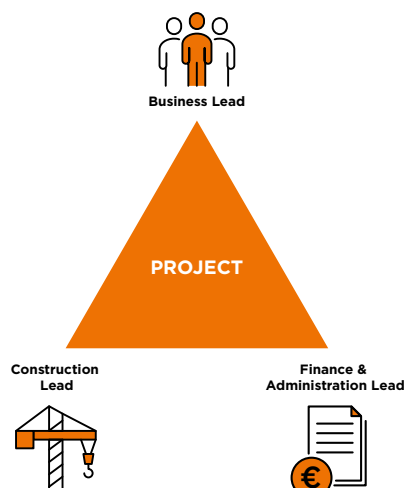 Business Lead
PROJECT
Construction
Lead
Finance &
Administration Lead
€